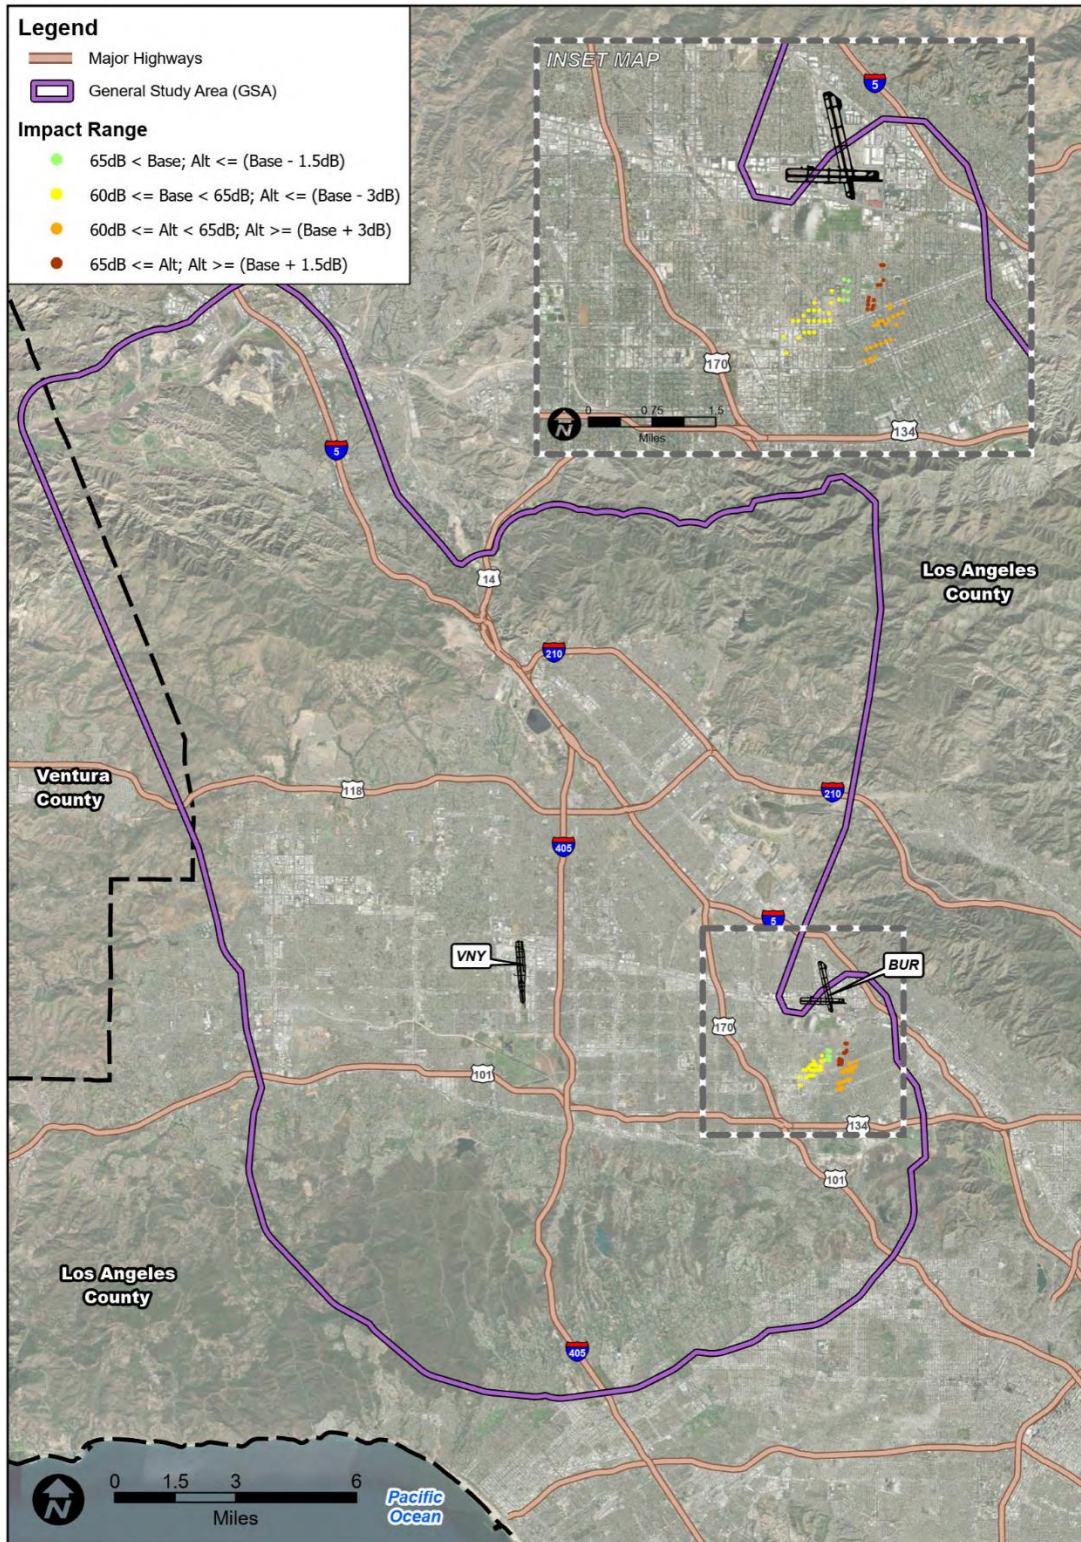 Legend
Major Highways
General Study Area (GSA)
Impact Range
65dB < Base; Alt <= (Base - 1.5dB)
60dB <= Base < 65dB; Alt <= (Base - 3dB)
60dB <= Alt < 65dB; Alt >= (Base + 3dB)
65dB <= Alt; Alt >= (Base + 1.5dB)
INSET MAP
5
170
134
N
0 0.75 1.5
Miles
5
14
Los Angeles
County
210
Ventura
County
118
210
405
5
VNY
BUR
170
101
134
101
Los Angeles
County
405
N
0 1.5 3 6
Miles
Pacific
Ocean